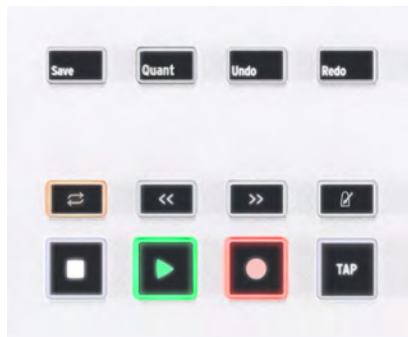 Save Quant Undo Redo
<< >>
TAP